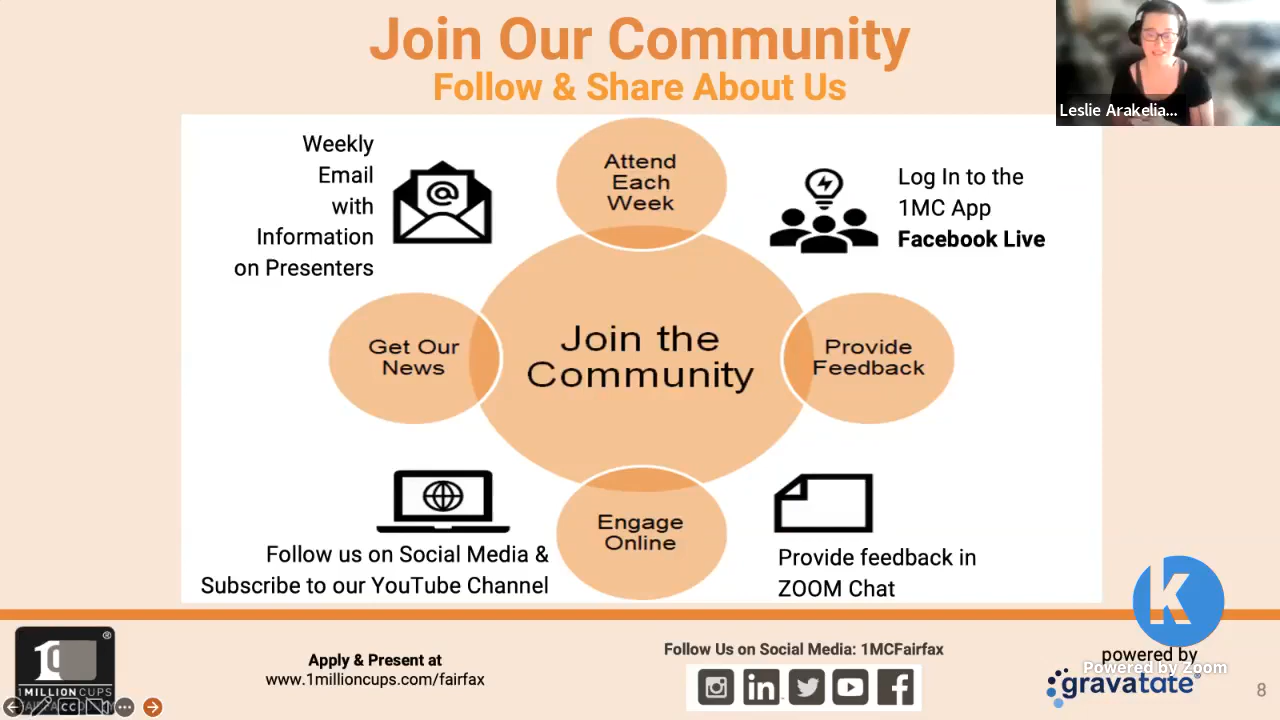 Join Our Community
Follow & Share About Us
Leslie Arakelia...
Weekly
Email
with
Information
on Presenters
Attend
Each
Week
Log In to the
1MC App
Facebook Live
Get Our
News
Join the
Community
Provide
Feedback
Engage
Online
Follow us on Social Media &
Subscribe to our YouTube Channel
Provide feedback in
ZOOM Chat
Apply & Present at
www.1millioncups.com/fairfax
Follow Us on Social Media: 1MCFairfax
powered by
Powered by Zoom
gravatate
1MILLIONCUPS
CC
8